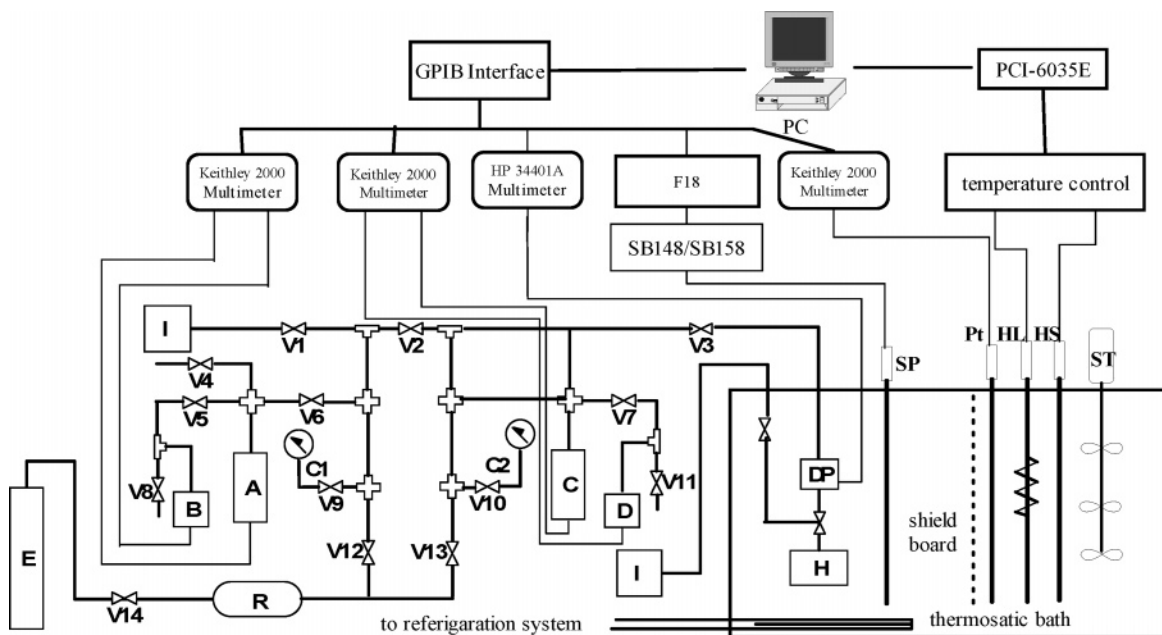 GPIB Interface
PCI-6035E
PC
Keithley 2000
Multimeter
Keithley 2000
Multimeter
HP 34401A
Multimeter
F18
Keithley 2000
Multimeter
temperature control
SB148/SB158
I
V1
V2
V3
SP
Pt
HL
HS
ST
V4
V5
V6
V7
C1
C2
V8
B
A
V9
V10
C
D
V11
DP
E
V12
V13
I
H
shield
board
V14
R
to referigaration system
thermosatic bath